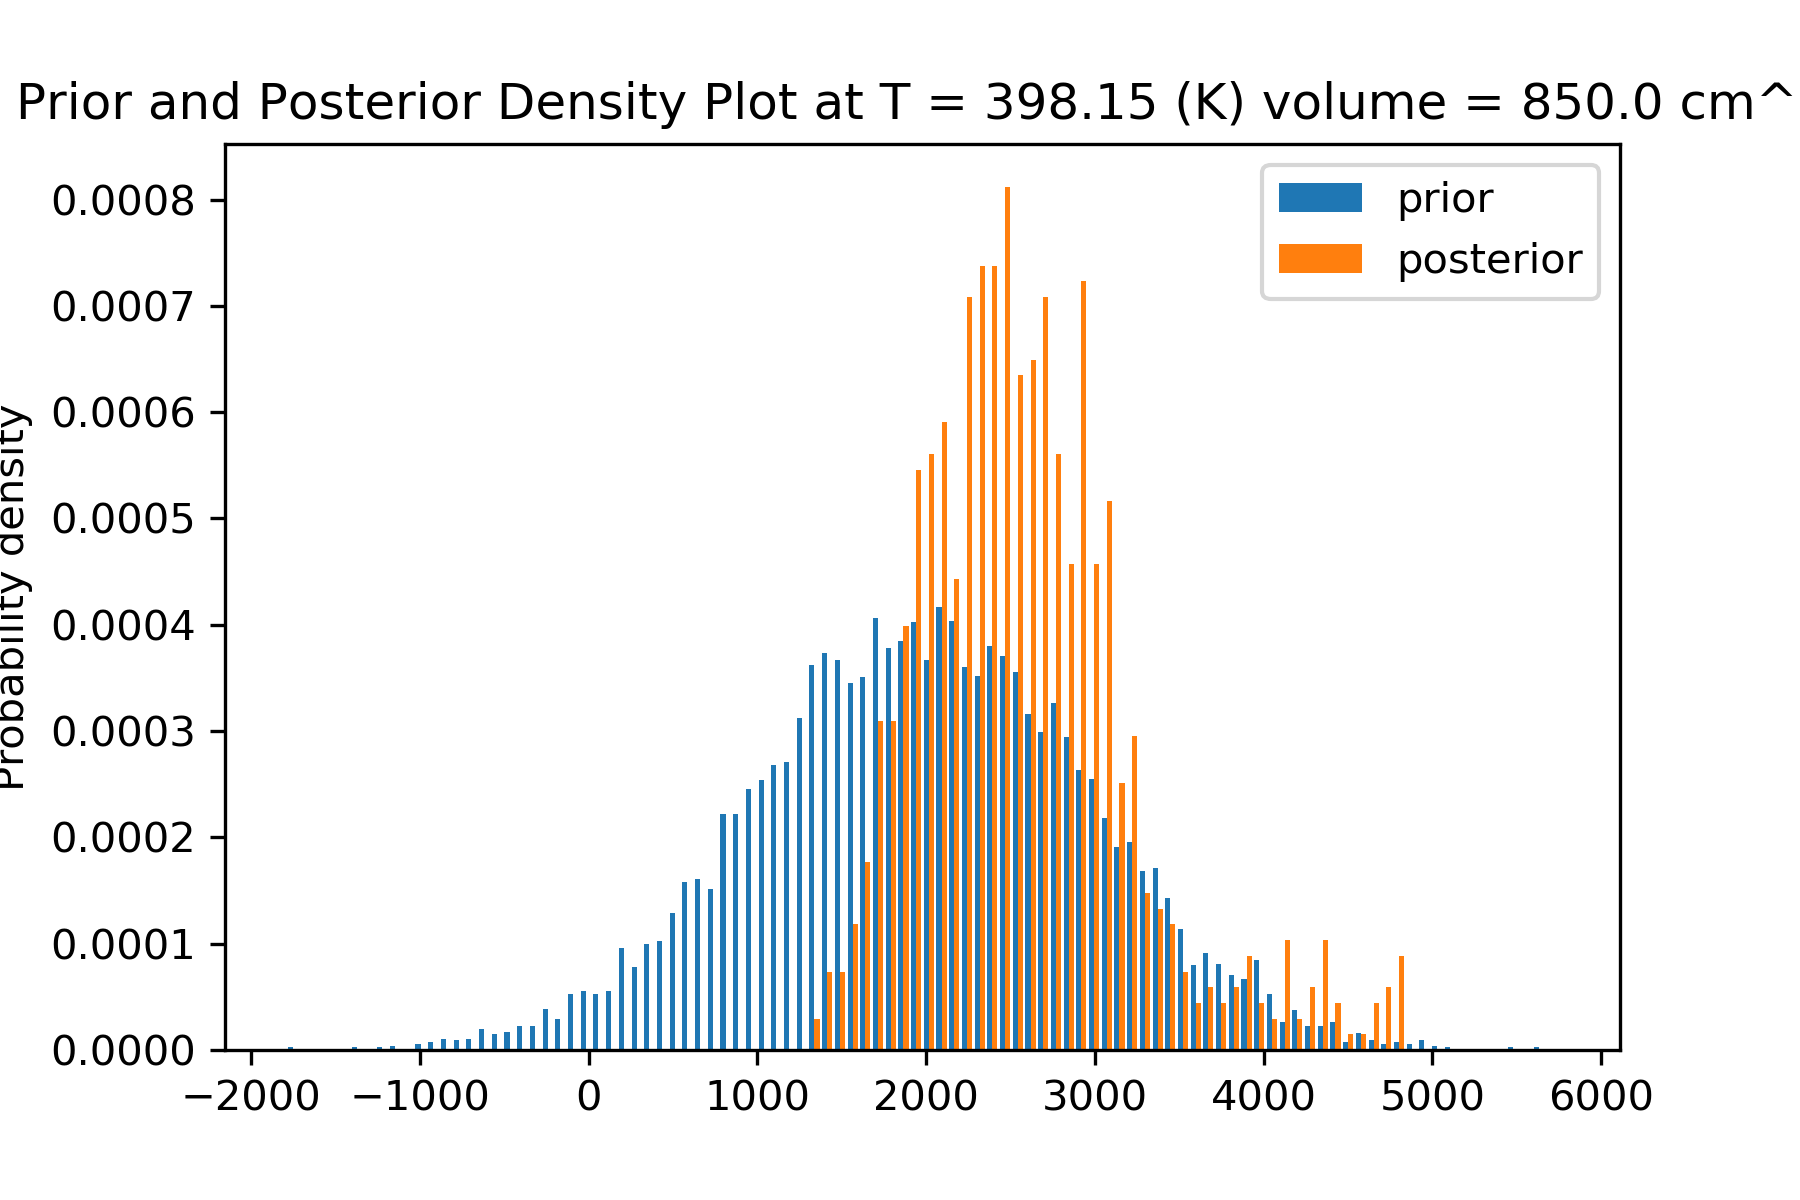 Prior and Posterior Density Plot at T = 398.15 (K) volume = 850.0 cm^
prior
posterior
Probability density
0.0008
0.0007
0.0006
0.0005
0.0004
0.0003
0.0002
0.0001
0.0000
−2000 −1000 0 1000 2000 3000 4000 5000 6000